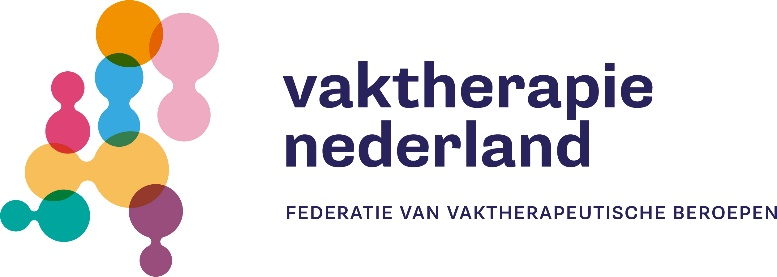 vaktherapie
nederland
FEDERATIE VAN VAKTHERAPEUTISCHE BEROEPEN